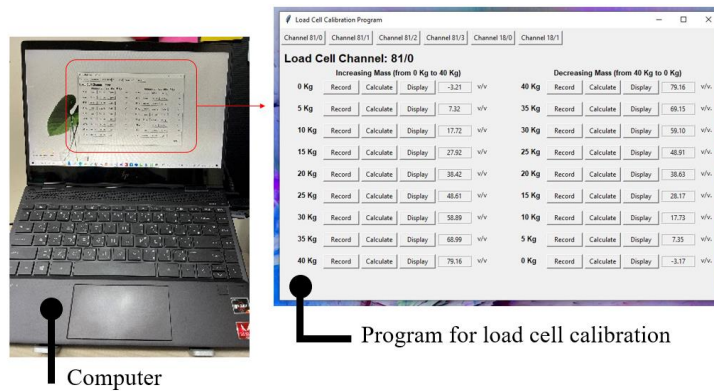 Load Cell Calibration Program
Channel 81/0 Channel 81/1 Channel 81/2 Channel 81/3 Channel 18/0 Channel 18/1
Load Cell Channel: 81/0
Increasing Mass (from 0 Kg to 40 Kg) Decreasing Mass (from 40 Kg to 0 Kg)
0 Kg Record Calculate Display -3.21 v/v 40 Kg Record Calculate Display 79.16 v/v.
5 Kg Record Calculate Display 7.32 v/v 35 Kg Record Calculate Display 69.15 v/v.
10 Kg Record Calculate Display 17.72 v/v 30 Kg Record Calculate Display 59.10 v/v.
15 Kg Record Calculate Display 27.92 v/v 25 Kg Record Calculate Display 48.91 v/v.
20 Kg Record Calculate Display 38.42 v/v 20 Kg Record Calculate Display 38.63 v/v.
25 Kg Record Calculate Display 48.61 v/v 15 Kg Record Calculate Display 28.17 v/v.
30 Kg Record Calculate Display 58.89 v/v 10 Kg Record Calculate Display 17.73 v/v.
35 Kg Record Calculate Display 68.99 v/v 5 Kg Record Calculate Display 7.35 v/v.
40 Kg Record Calculate Display 79.16 v/v 0 Kg Record Calculate Display -3.17 v/v.
Program for load cell calibration
Computer